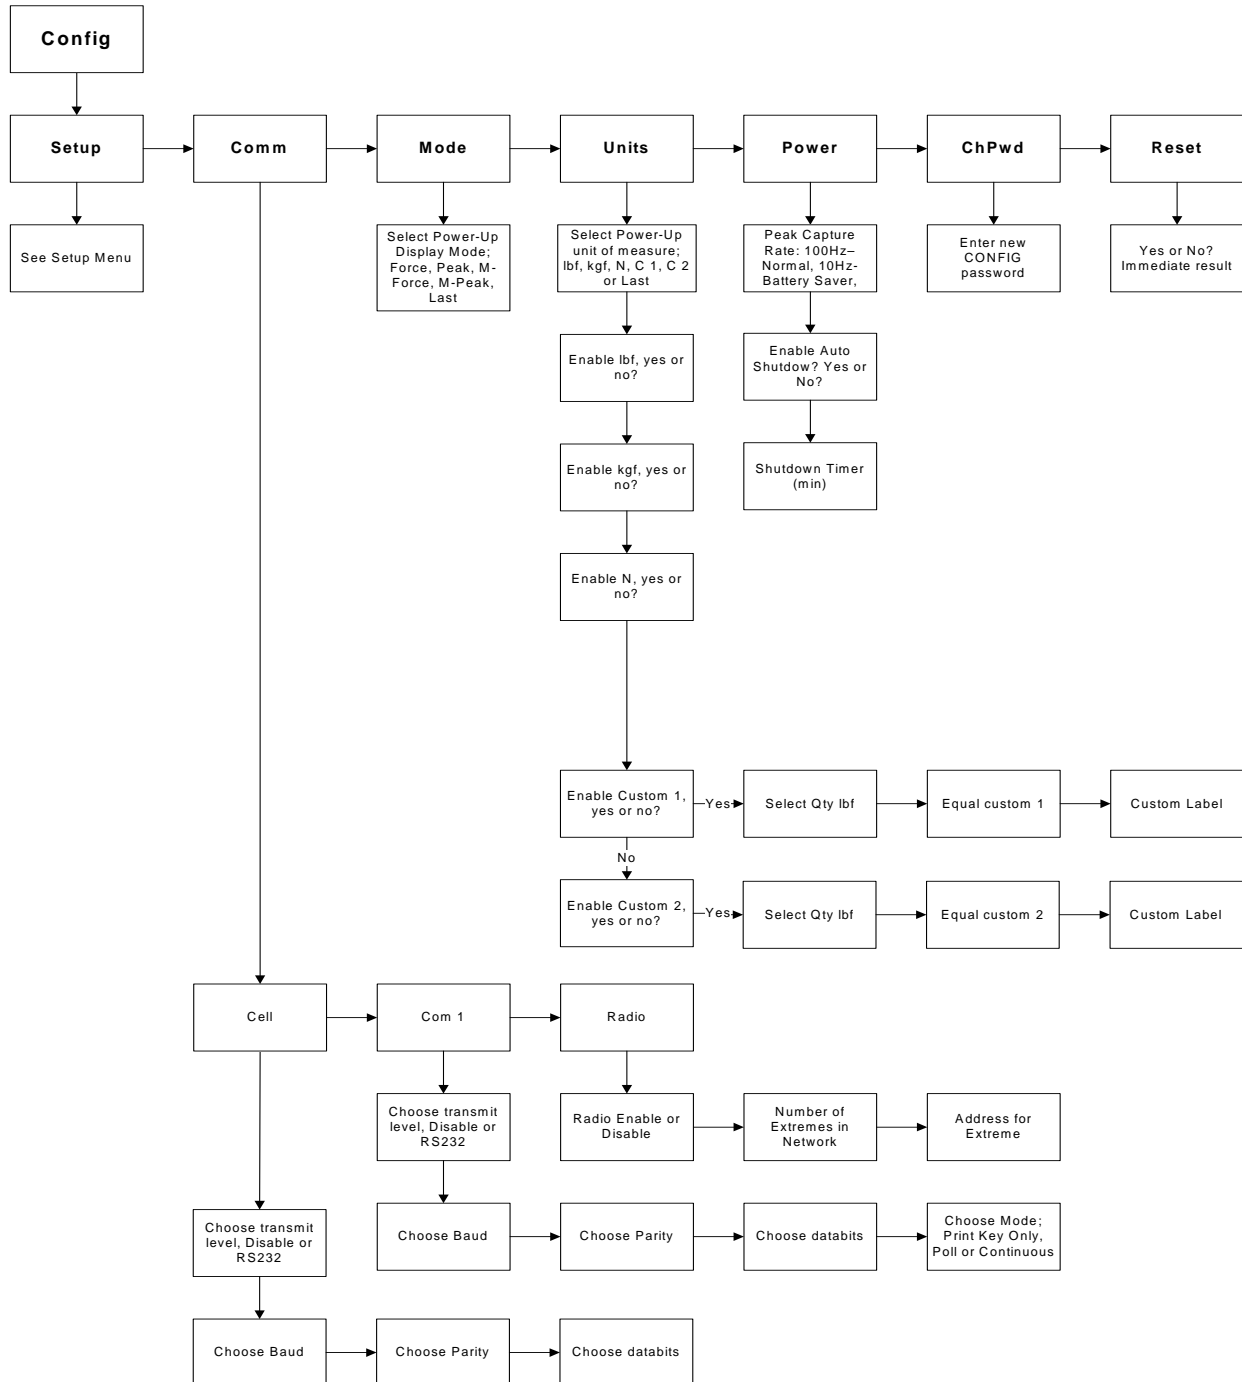 Config
Setup
Comm
Mode
Units
Power
ChPwd
Reset
See Setup Menu
Select Power-Up
Display Mode;
Force, Peak, M-
Force, M-Peak,
Last
Select Power-Up
unit of measure;
lbf, kgf, N, C 1, C 2
or Last
Peak Capture
Rate: 100Hz–
Normal, 10Hz-
Battery Saver,
Enter new
CONFIG
password
Yes or No?
Immediate result
Enable lbf, yes or
no?
Enable Auto
Shutdow? Yes or
No?
Enable kgf, yes or
no?
Shutdown Timer
(min)
Enable N, yes or
no?
Enable Custom 1,
yes or no?
Yes
Select Qty lbf
Equal custom 1
Custom Label
No
Enable Custom 2,
yes or no?
Yes
Select Qty lbf
Equal custom 2
Custom Label
Cell
Com 1
Radio
Choose transmit
level, Disable or
RS232
Radio Enable or
Disable
Number of
Extremes in
Network
Address for
Extreme
Choose transmit
level, Disable or
RS232
Choose Baud
Choose Parity
Choose databits
Choose Mode;
Print Key Only,
Poll or Continuous
Choose Baud
Choose Parity
Choose databits